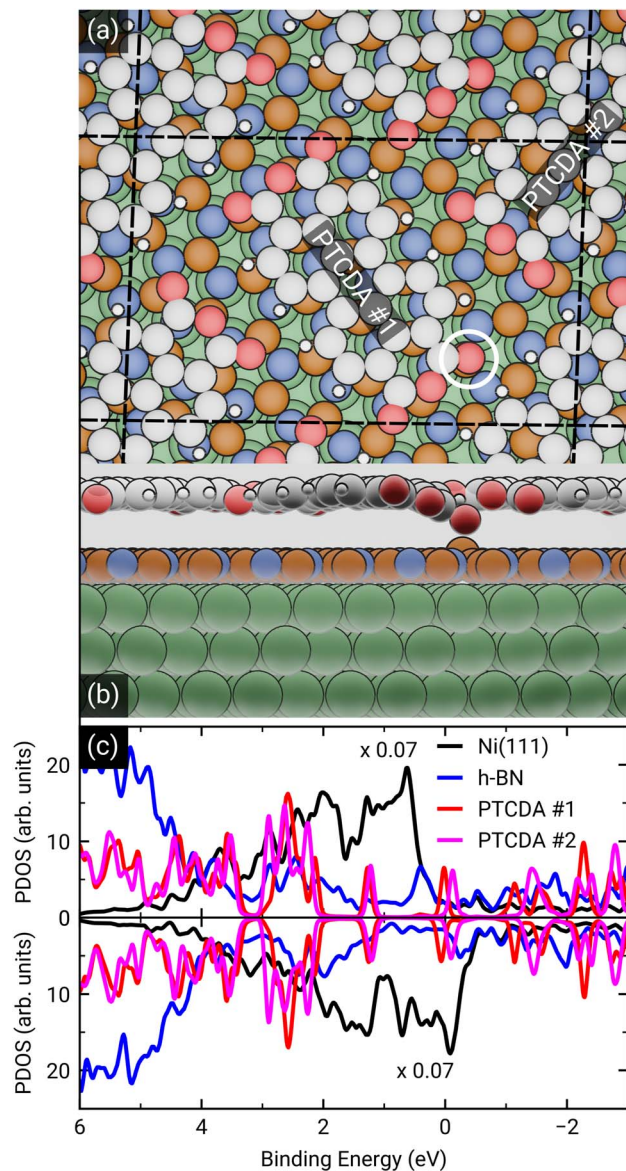 (a)
PTCDA #2
PTCDA #1
(b)
(c)
x 0.07
Ni(111)
h-BN
PTCDA #1
PTCDA #2
PDOS (arb. units)
20
10
0
PDOS (arb. units)
10
20
x 0.07
6 4 2 0 −2
Binding Energy (eV)